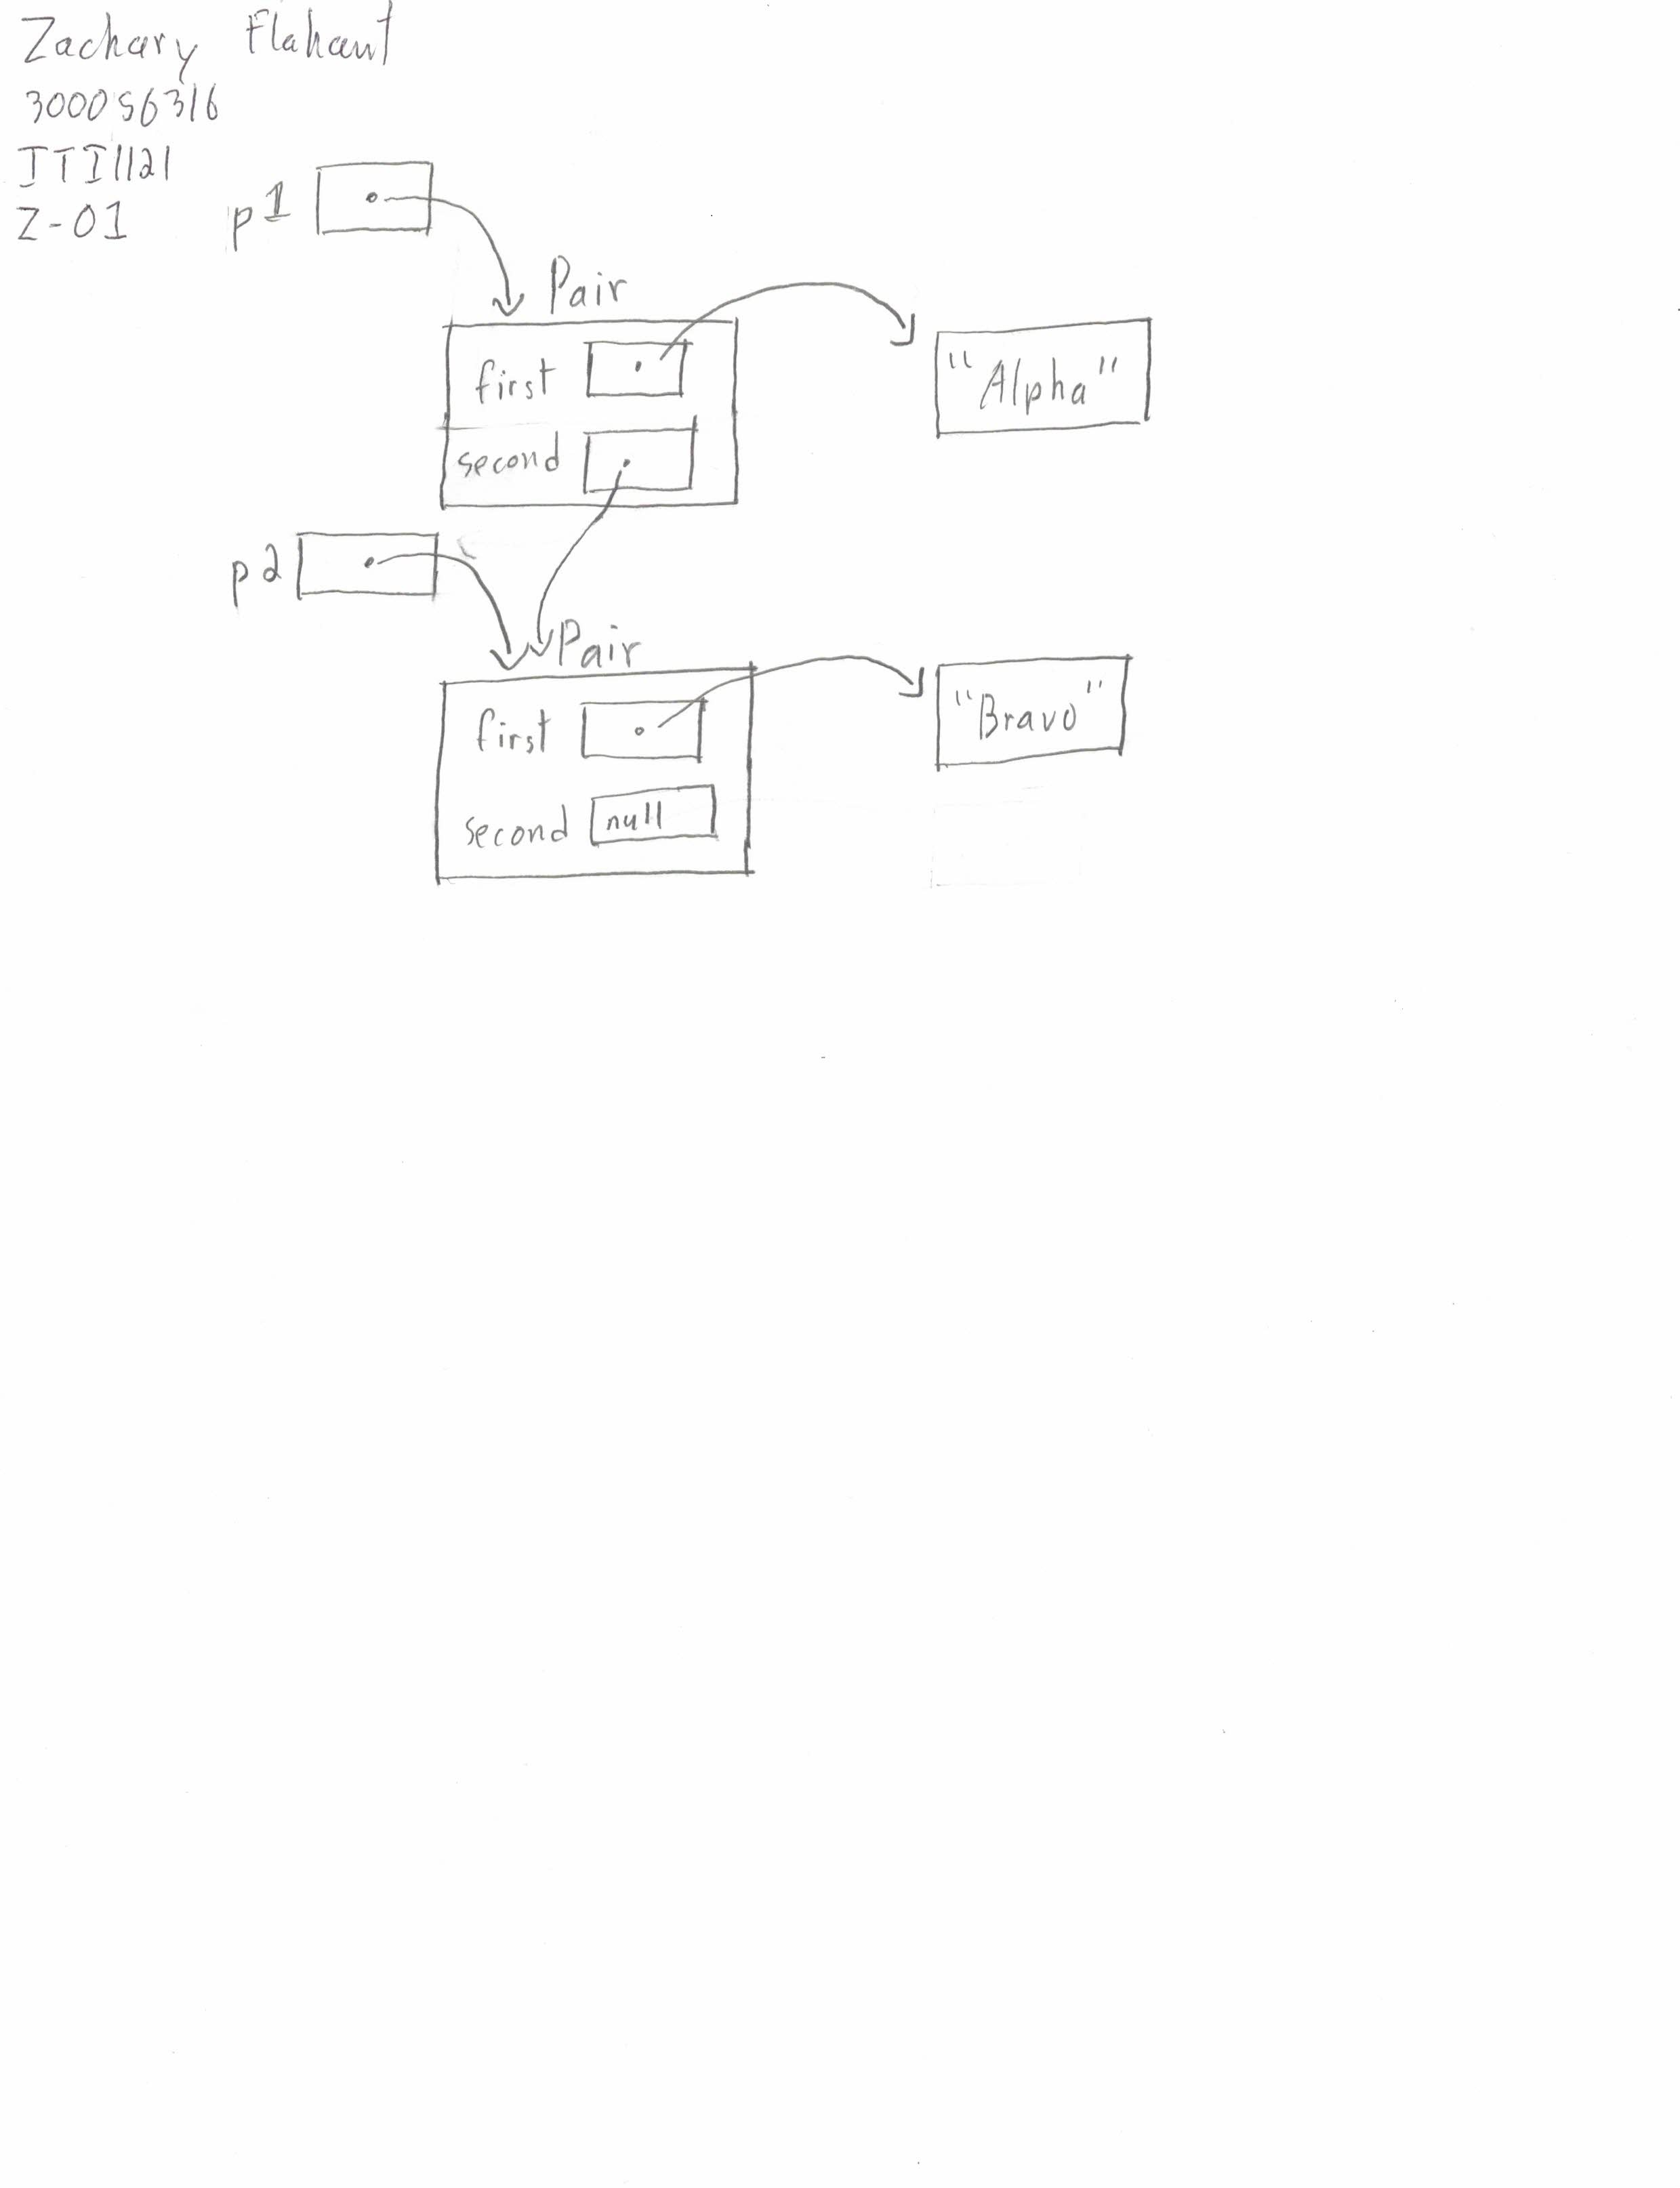 Zachary Flahaut
300056316
ITI1121
Z-01
p1
Pair
first
"Alpha"
second
p2
Pair
first
"Bravo"
second
null